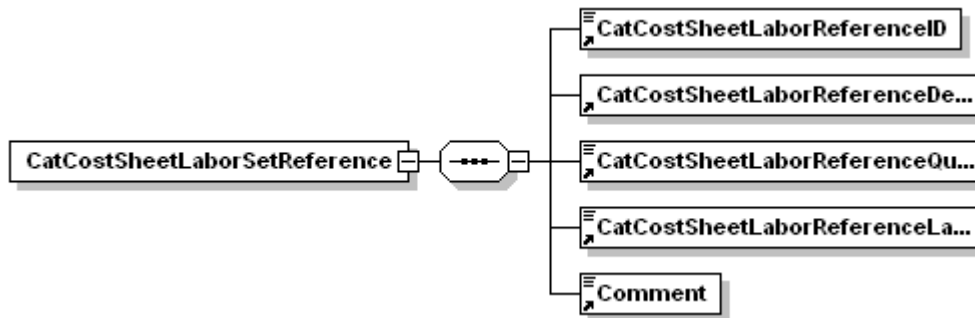 CatCostSheetLaborReferenceID
CatCostSheetLaborReferenceDe...
CatCostSheetLaborSetReference
CatCostSheetLaborReferenceQu...
CatCostSheetLaborReferenceLa...
Comment